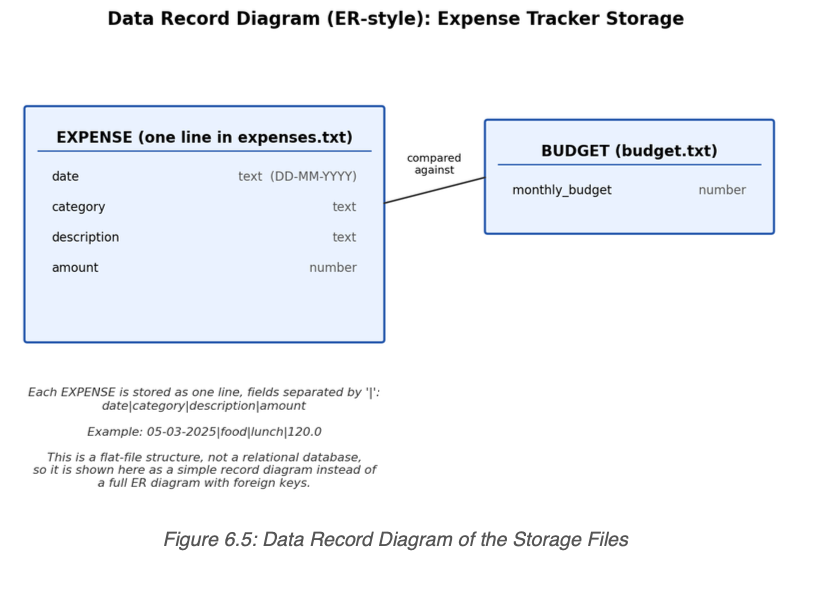 Data Record Diagram (ER-style): Expense Tracker Storage
EXPENSE (one line in expenses.txt)
date text (DD-MM-YYYY)
category text
description text
amount number
compared
against
BUDGET (budget.txt)
monthly_budget number
Each EXPENSE is stored as one line, fields separated by '|':
date|category|description|amount
Example: 05-03-2025|food|lunch|120.0
This is a flat-file structure, not a relational database,
so it is shown here as a simple record diagram instead of
a full ER diagram with foreign keys.
Figure 6.5: Data Record Diagram of the Storage Files